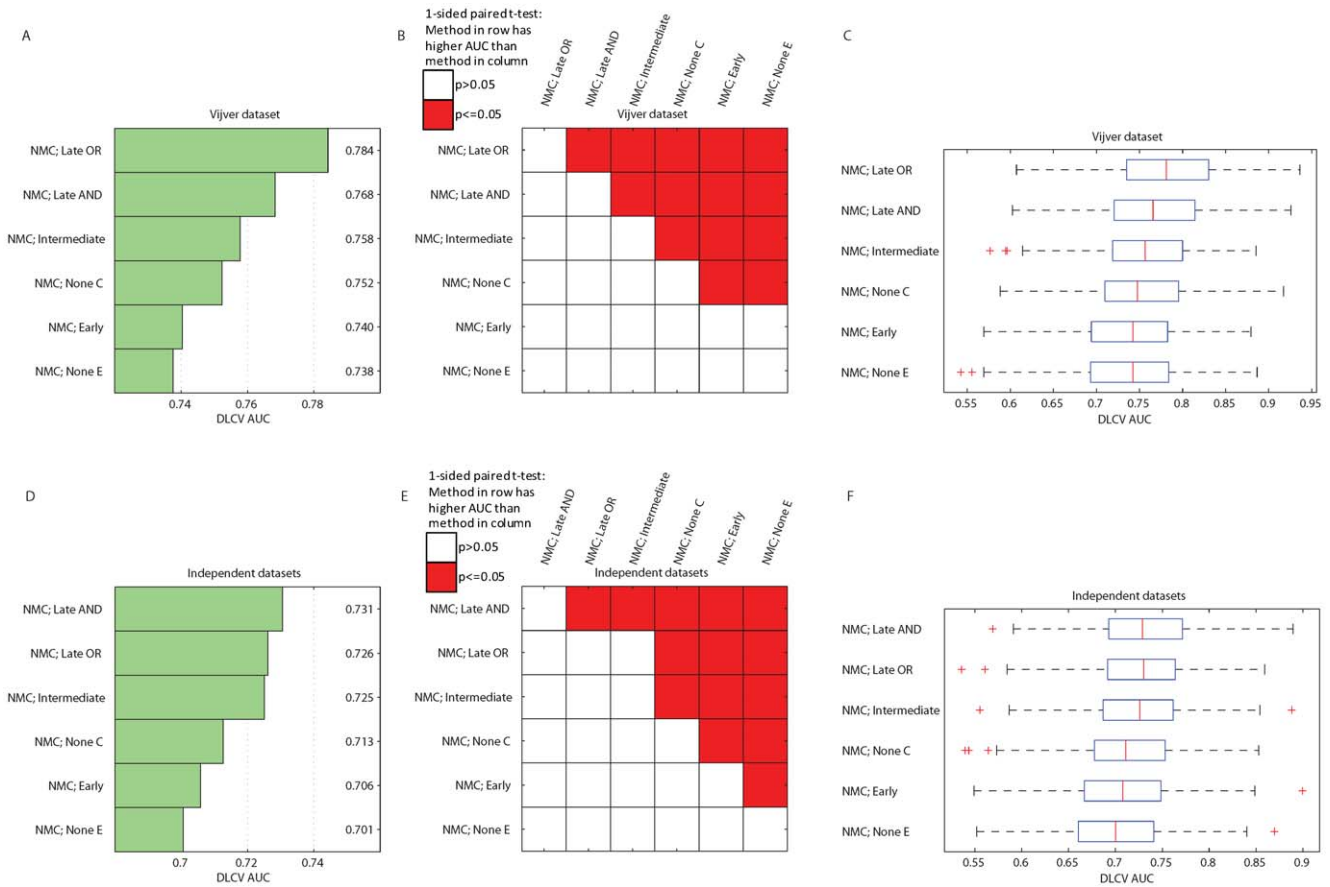 A
Vijver dataset
NMC; Late OR
NMC; Late AND
NMC; Intermediate
NMC; None C
NMC; Early
NMC; None E
0.784
0.768
0.758
0.752
0.740
0.738
0.74 0.76 0.78
DLCV AUC
B
1-sided paired t-test:
Method in row has
higher AUC than
method in column
p>0.05
p<=0.05
NMC; Late OR
NMC; Late AND
NMC; Intermediate
NMC; None C
NMC; Early
NMC; None E
Vijver dataset
NMC; Late OR
NMC; Late AND
NMC; Intermediate
NMC; None C
NMC; Early
NMC; None E
C
Vijver dataset
NMC; Late OR
NMC; Late AND
NMC; Intermediate
NMC; None C
NMC; Early
NMC; None E
0.55 0.6 0.65 0.7 0.75 0.8 0.85 0.9 0.95
DLCV AUC
D
Independent datasets
NMC; Late AND
NMC; Late OR
NMC; Intermediate
NMC; None C
NMC; Early
NMC; None E
0.731
0.726
0.725
0.713
0.706
0.701
0.7 0.72 0.74
DLCV AUC
E
1-sided paired t-test:
Method in row has
higher AUC than
method in column
p>0.05
p<=0.05
NMC; Late AND
NMC; Late OR
NMC; Intermediate
NMC; None C
NMC; Early
NMC; None E
Independent datasets
NMC; Late AND
NMC; Late OR
NMC; Intermediate
NMC; None C
NMC; Early
NMC; None E
F
Independent datasets
NMC; Late AND
NMC; Late OR
NMC; Intermediate
NMC; None C
NMC; Early
NMC; None E
0.55 0.6 0.65 0.7 0.75 0.8 0.85 0.9
DLCV AUC